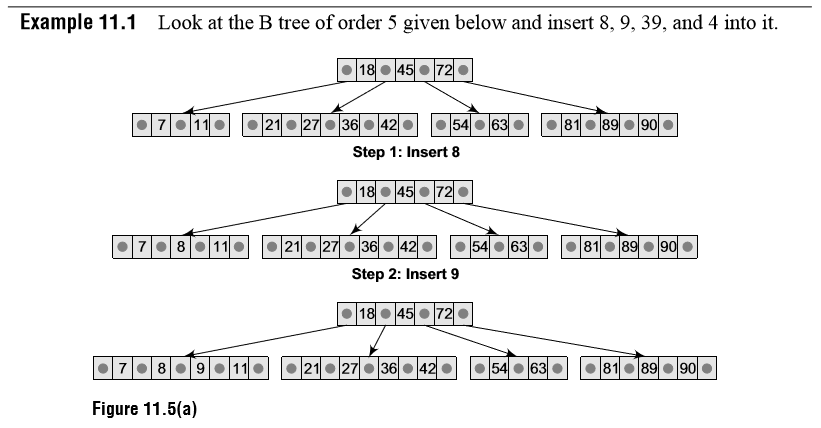 Example 11.1 Look at the B tree of order 5 given below and insert 8, 9, 39, and 4 into it.
18 45 72
7 11 21 27 36 42 54 63 81 89 90
Step 1: Insert 8
18 45 72
7 8 11 21 27 36 42 54 63 81 89 90
Step 2: Insert 9
18 45 72
7 8 9 11 21 27 36 42 54 63 81 89 90
Figure 11.5(a)